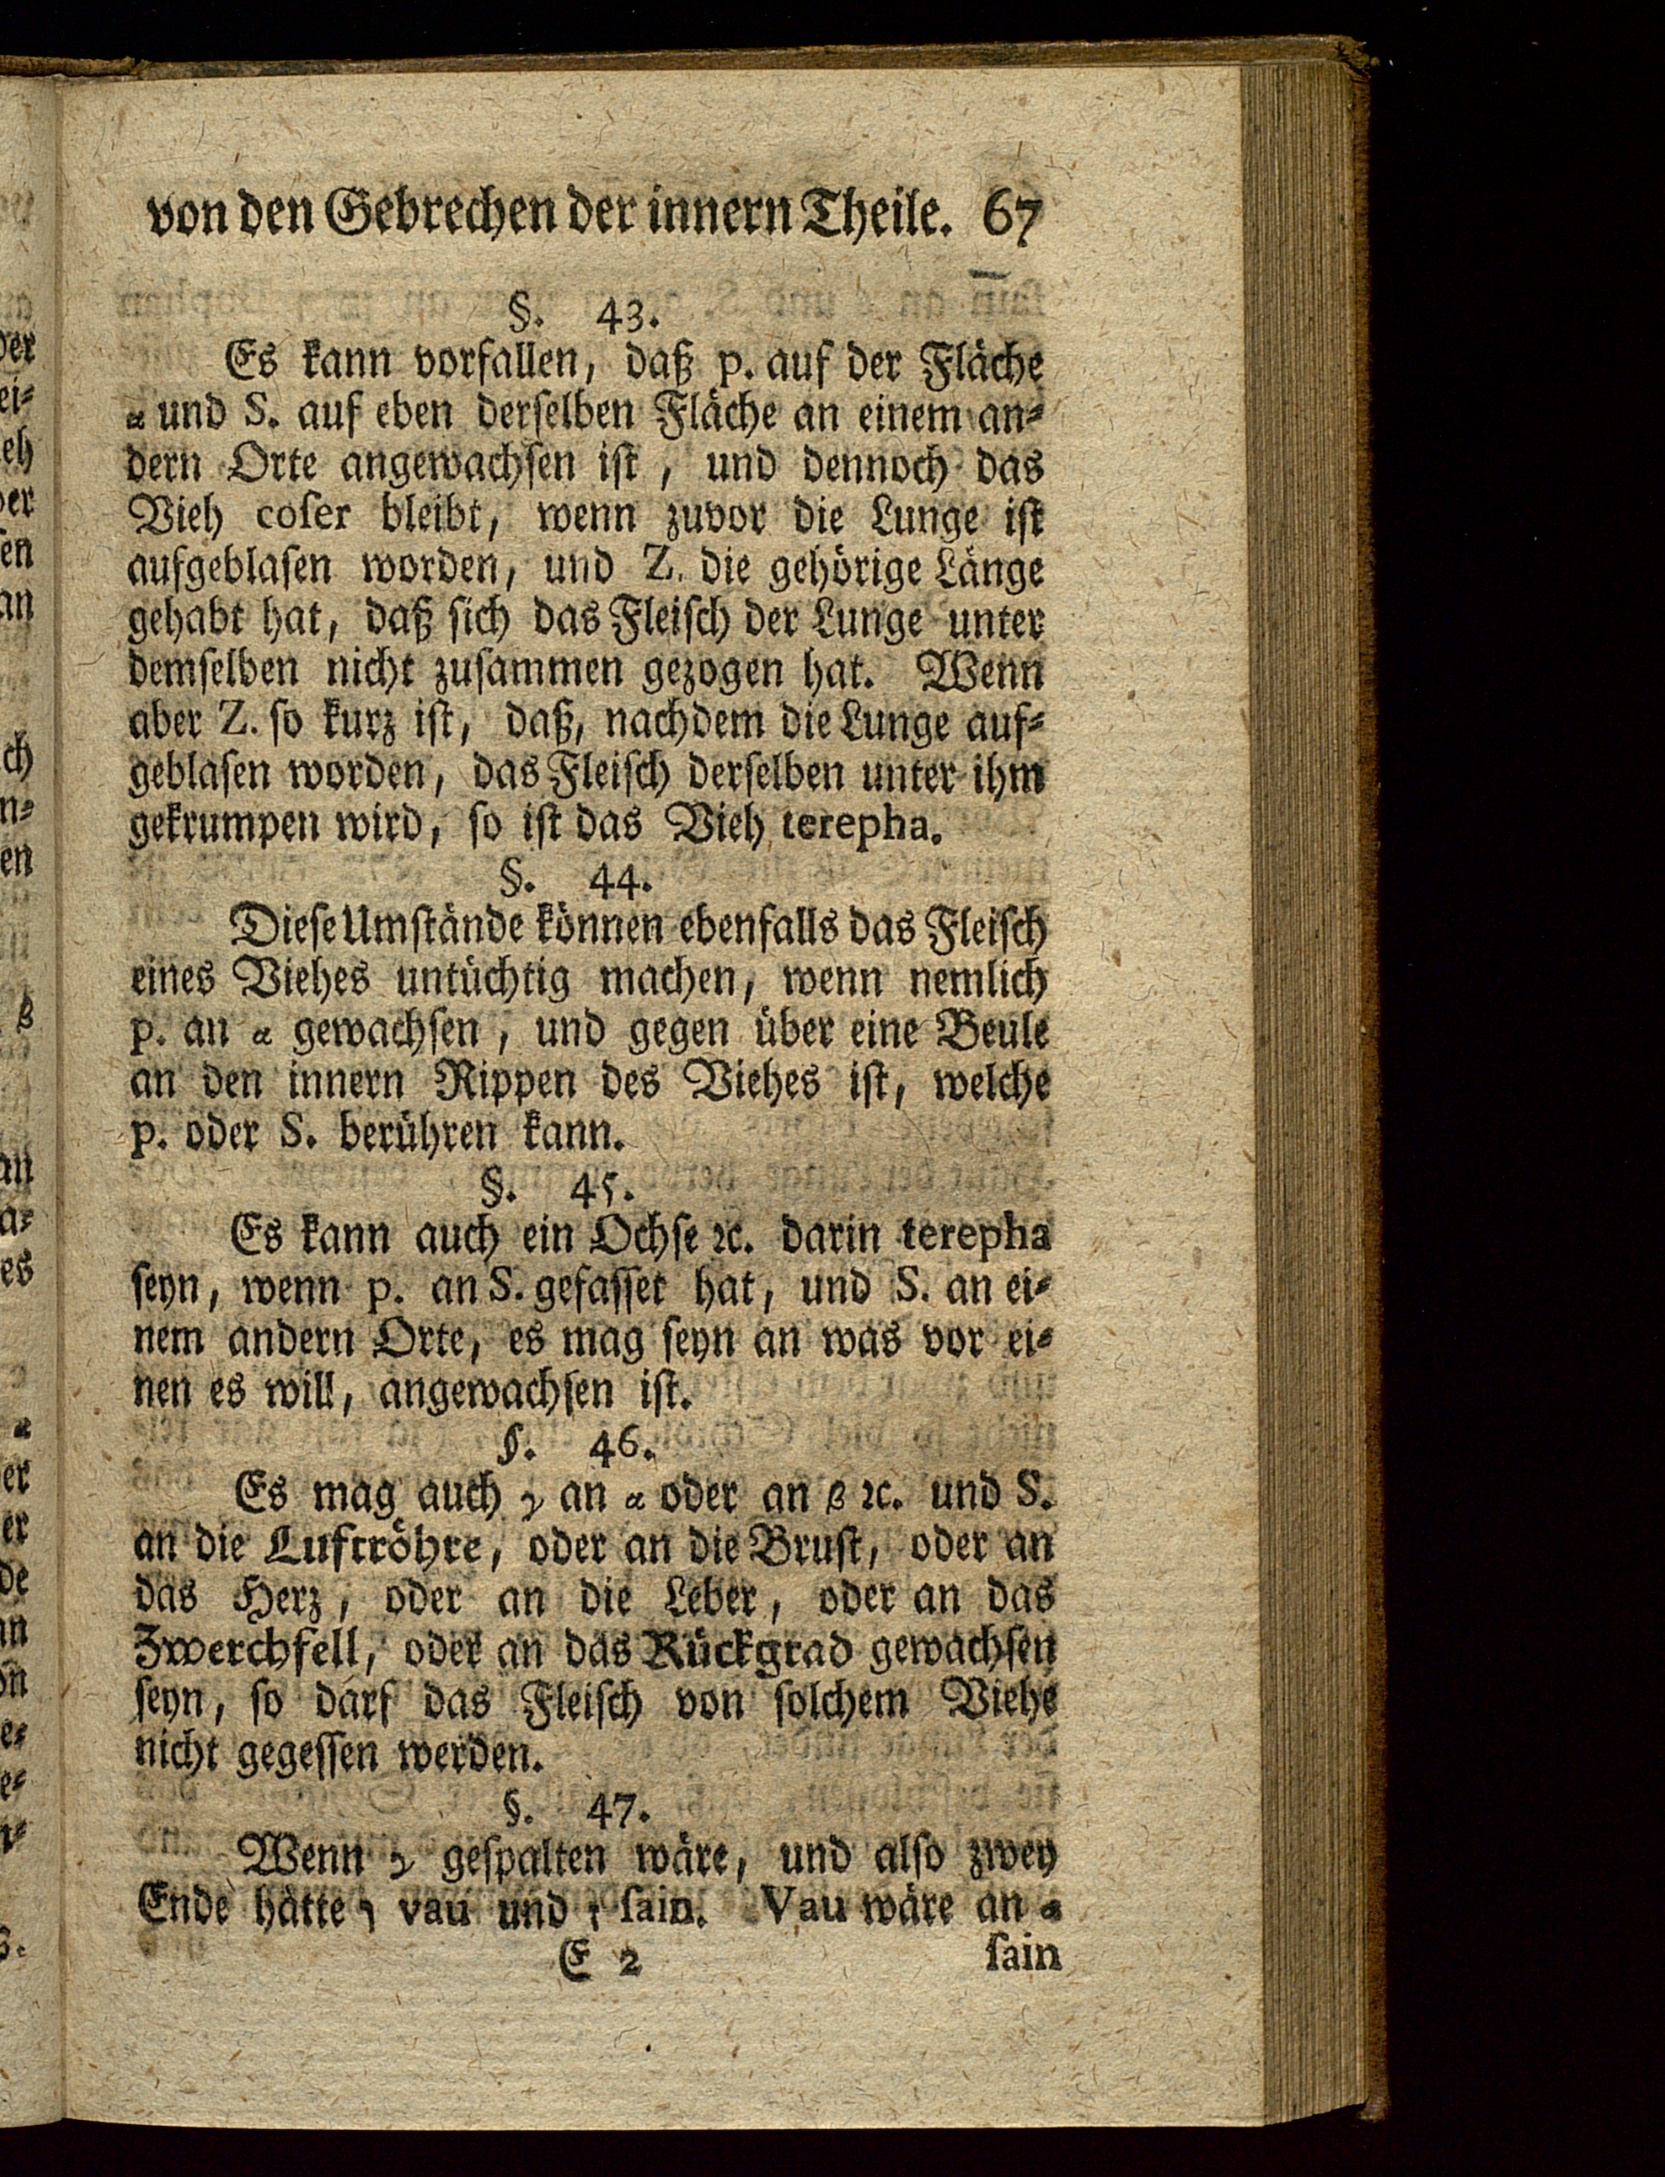 von den Gebrechen der innern Theile. 67
§. 43.
Es kann vorfallen, daß p. auf der Fläche
α und S. auf eben derſelben Fläche an einem an-
dern Orte angewachſen iſt, und dennoch das
Vieh coſer bleibt, wenn zuvor die Lunge iſt
aufgeblaſen worden, und Z. die gehörige Länge
gehabt hat, daß ſich das Fleiſch der Lunge unter
demſelben nicht zuſammen gezogen hat. Wenn
aber Z. ſo kurz iſt, daß, nachdem die Lunge auf-
geblaſen worden, das Fleiſch derſelben unter ihm
gekrumpen wird, ſo iſt das Vieh terepha.
§. 44.
Dieſe Umſtände können ebenfalls das Fleiſch
eines Viehes untüchtig machen, wenn nemlich
p. an α gewachſen, und gegen über eine Beule
an den innern Rippen des Viehes iſt, welche
p. oder S. berühren kann.
§. 45.
Es kann auch ein Ochſe ꝛc. darin terepha
ſeyn, wenn p. an S. gefaſſet hat, und S. an ei-
nem andern Orte, es mag ſeyn an was vor ei-
nen es will, angewachſen iſt.
§. 46.
Es mag auch גּ an α oder an β ꝛc. und S.
an die Luftröhre, oder an die Bruſt, oder an
das Herz, oder an die Leber, oder an das
Zwerchfell, oder an das Rückgrad gewachſen
ſeyn, ſo darf das Fleiſch von ſolchem Viehe
nicht gegeſſen werden.
§. 47.
Wenn geſpalten wäre, und alſo zwey
Ende hätte ו vau und ז ſain. Vau wäre an α
E 2 ſain